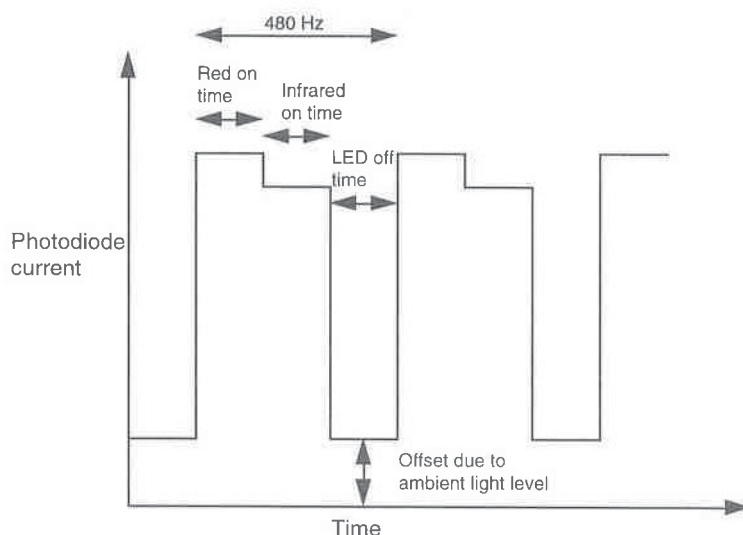 480 Hz
Red on
time
Infrared
on time
LED off
time
Photodiode
current
Offset due to
ambient light level
Time